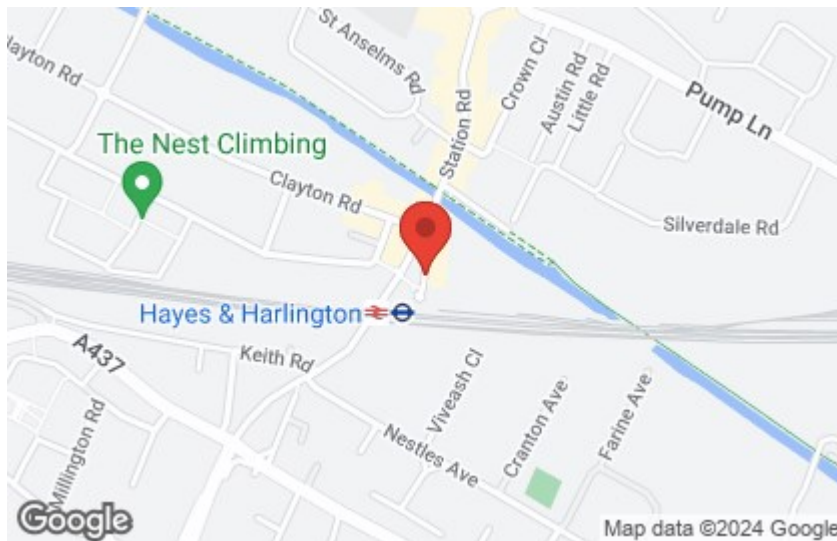 Clayton Rd
St Anselms Rd
Station Rd
Crown Cl
Austin Rd
Little Rd
Pump Ln
The Nest Climbing
Clayton Rd
Silverdale Rd
Hayes & Harlington
A437
Keith Rd
Millington Rd
Viveash Cl
Nestles Ave
Cranton Ave
Farine Ave
Google
Map data ©2024 Google